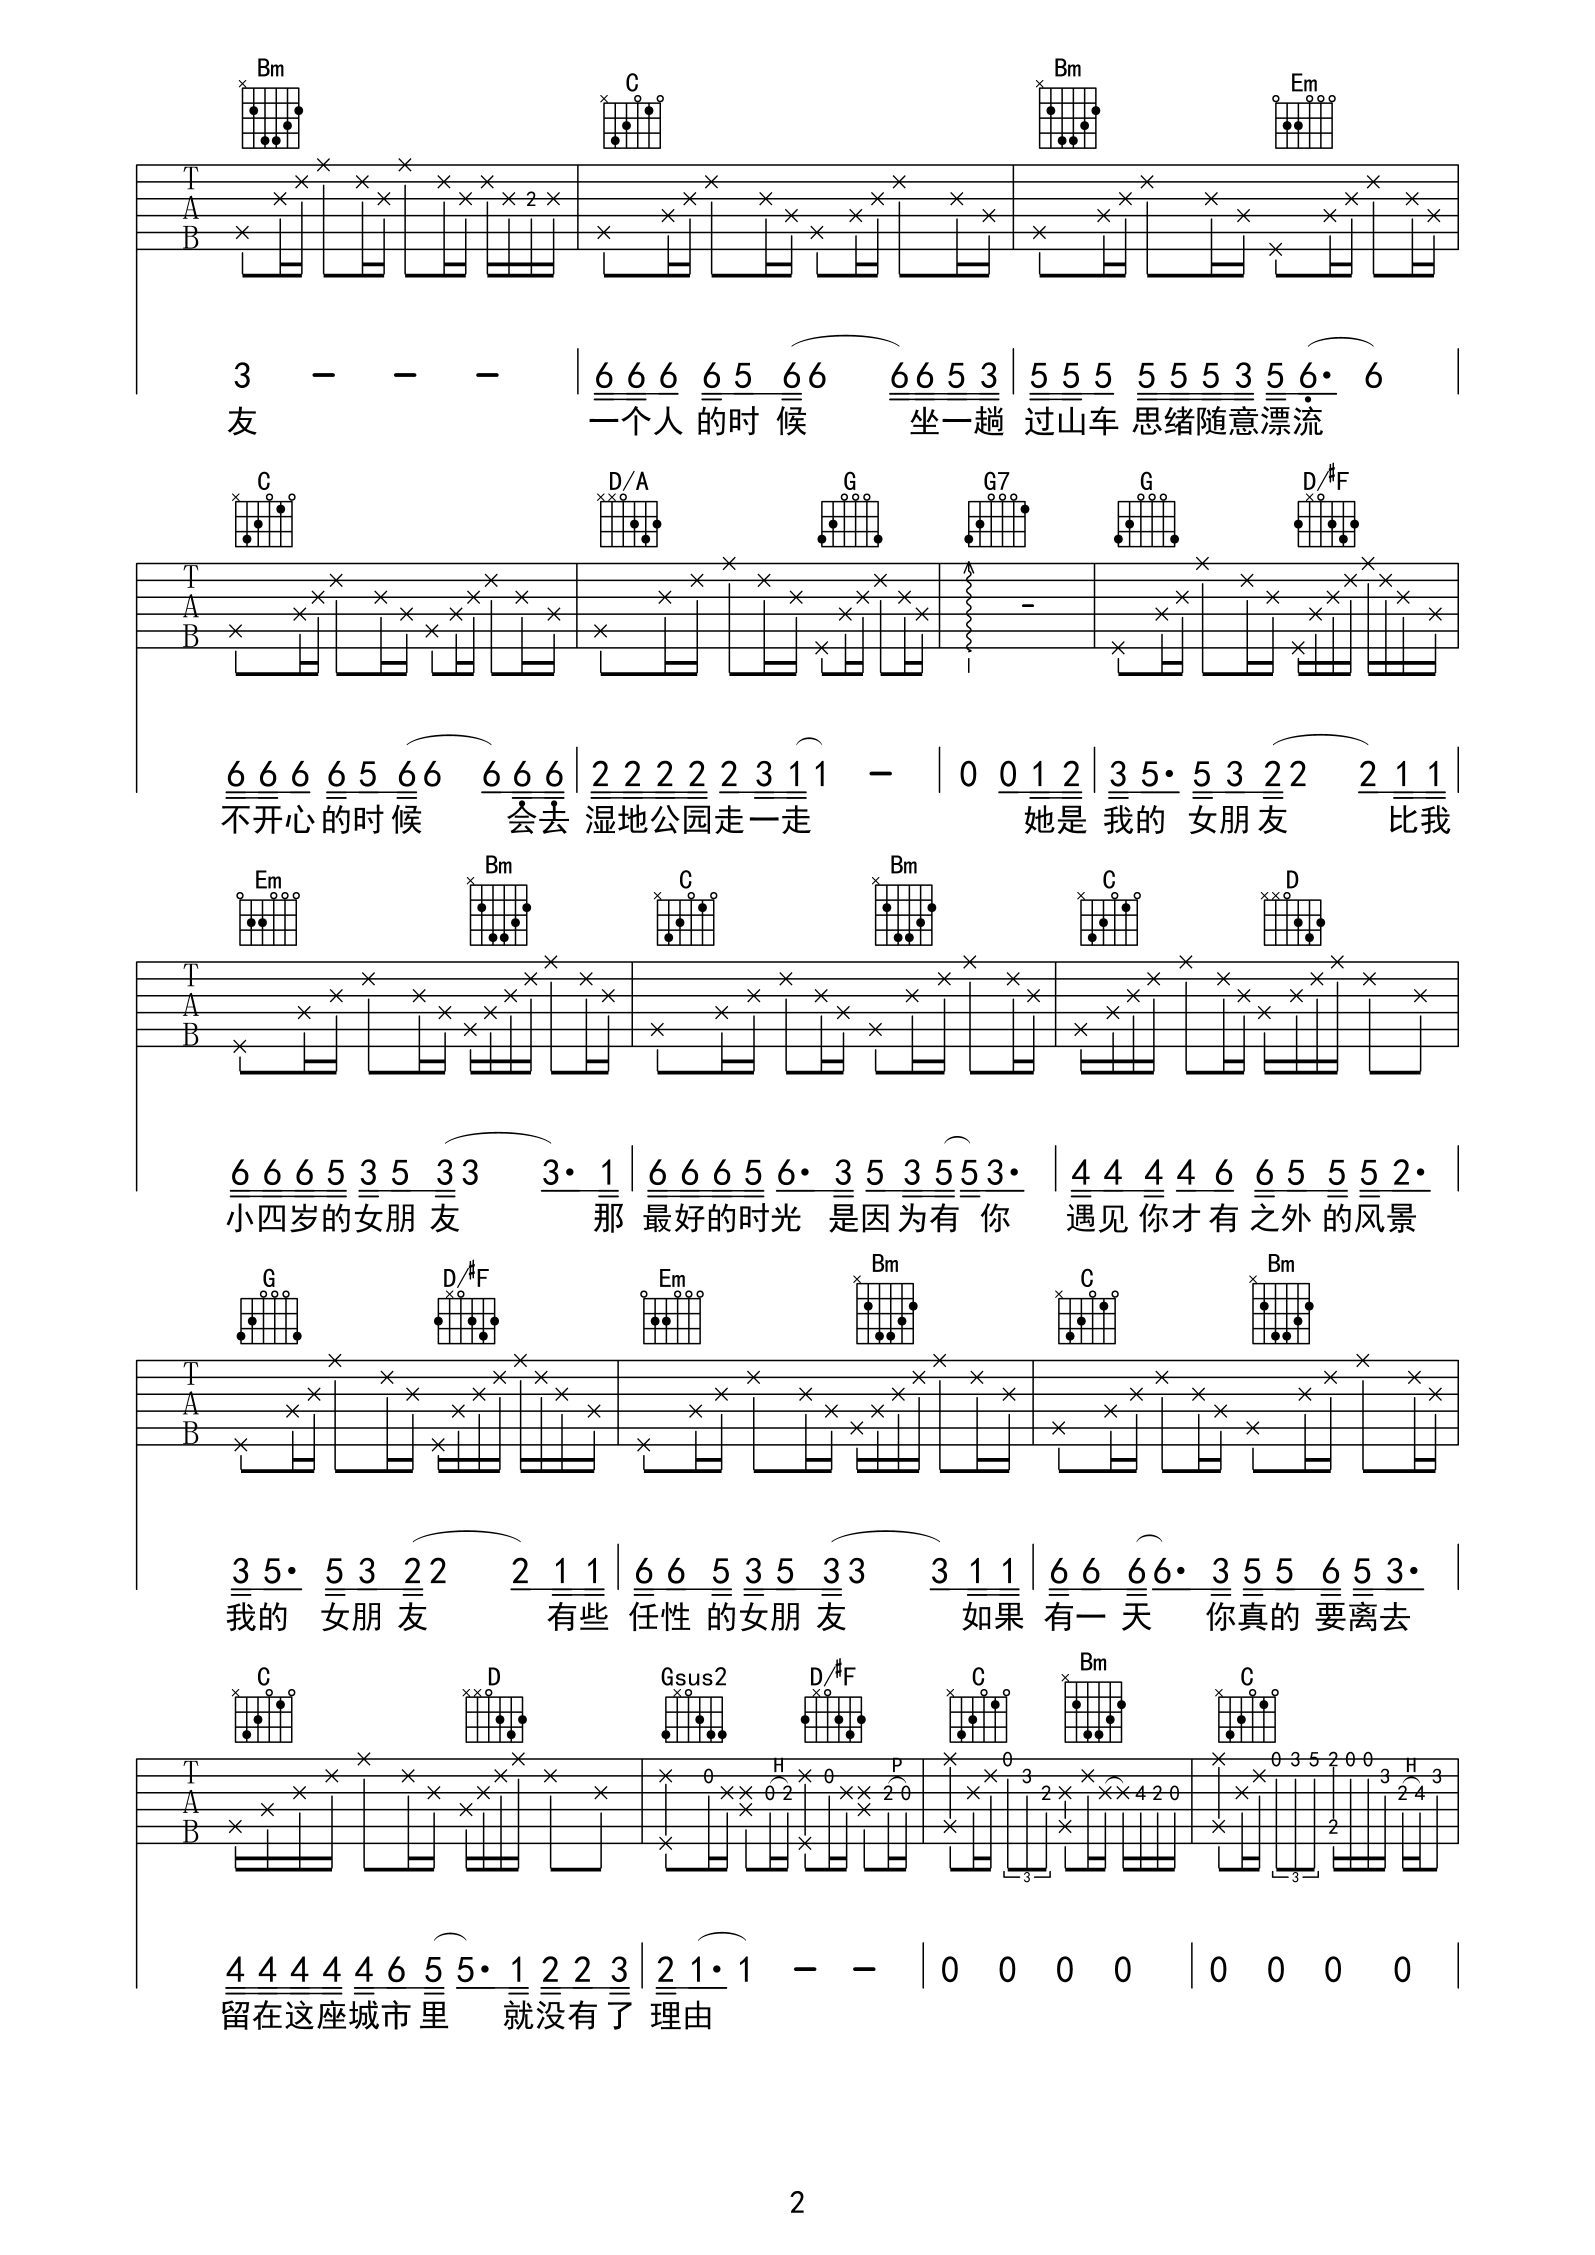 Bm C Bm Em
T A B 2
3 – – – 6 6 6 6 5 6 6 6 6 5 3 5 5 5 5 5 5 3 5 6· 6
友 一个人 的时 候 坐一趟 过山车 思绪随意漂流
C D/A G G7 G D/#F
T A B –
6 6 6 6 5 6 6 6 6 6 2 2 2 2 2 3 1 1 – 0 0 1 2 3 5· 5 3 2 2 2 1 1
不开心的时候 会去 湿地公园走一走 她是 我的 女朋友 比我
Em Bm C Bm C D
T A B
6 6 6 5 3 5 3 3 3· 1 6 6 6 5 6· 3 5 3 5 5 3· 4 4 4 4 6 6 5 5 5 2·
小四岁的女朋 友 那 最好的时光 是因为有 你 遇见你才有之外的风景
G D/#F Em Bm C Bm
T A B
3 5· 5 3 2 2 2 1 1 6 6 5 3 5 3 3 3 1 1 6 6 6 6· 3 5 5 6 5 3·
我的 女朋 友 有些 任性 的女朋 友 如果 有一 天 你真的 要离去
C D Gsus2 D/#F C Bm C
T A B 0 H 0 2 0 P 2 0 0 3 2 3 4 2 0 0 3 5 2 0 0 2 3 H 2 4 3 3
4 4 4 4 4 6 5 5· 1 2 2 3 2 1· 1 – – 0 0 0 0 0 0 0 0
留在这座城市里 就没有了 理由
2